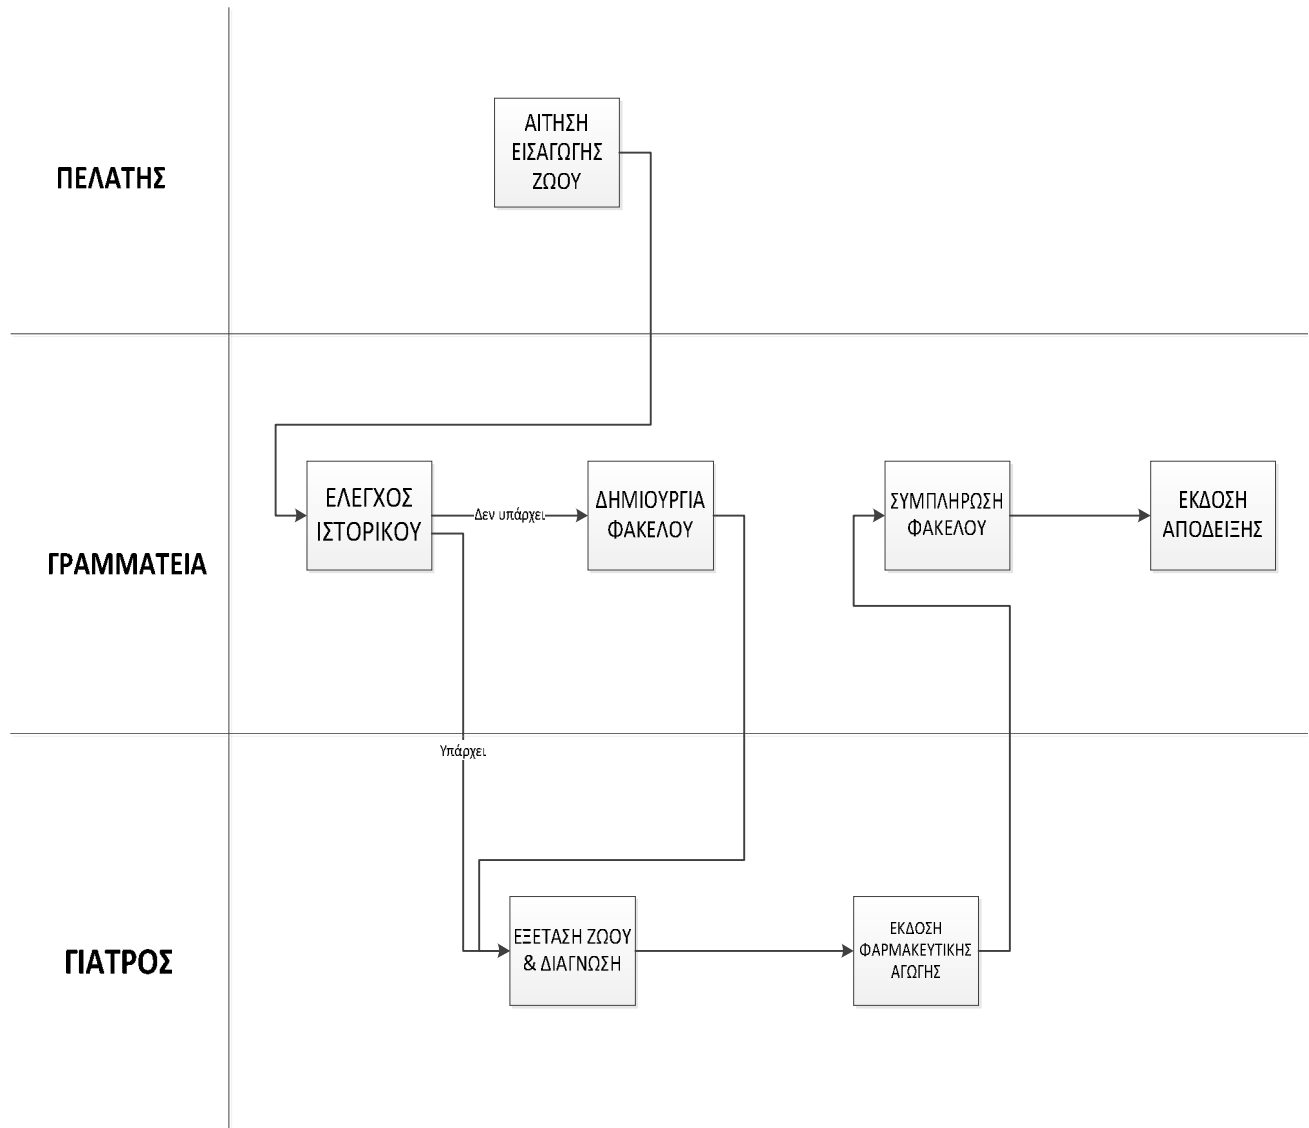 ΠΕΛΑΤΗΣ
ΑΙΤΗΣΗ
ΕΙΣΑΓΩΓΗΣ
ΖΩΟΥ
ΓΡΑΜΜΑΤΕΙΑ
ΕΛΕΓΧΟΣ
ΙΣΤΟΡΙΚΟΥ
Δεν υπάρχει
ΔΗΜΙΟΥΡΓΙΑ
ΦΑΚΕΛΟΥ
ΣΥΜΠΛΗΡΩΣΗ
ΦΑΚΕΛΟΥ
ΕΚΔΟΣΗ
ΑΠΟΔΕΙΞΗΣ
Υπάρχει
ΓΙΑΤΡΟΣ
ΕΞΕΤΑΣΗ ΖΩΟΥ
& ΔΙΑΓΝΩΣΗ
ΕΚΔΟΣΗ
ΦΑΡΜΑΚΕΥΤΙΚΗΣ
ΑΓΩΓΗΣ